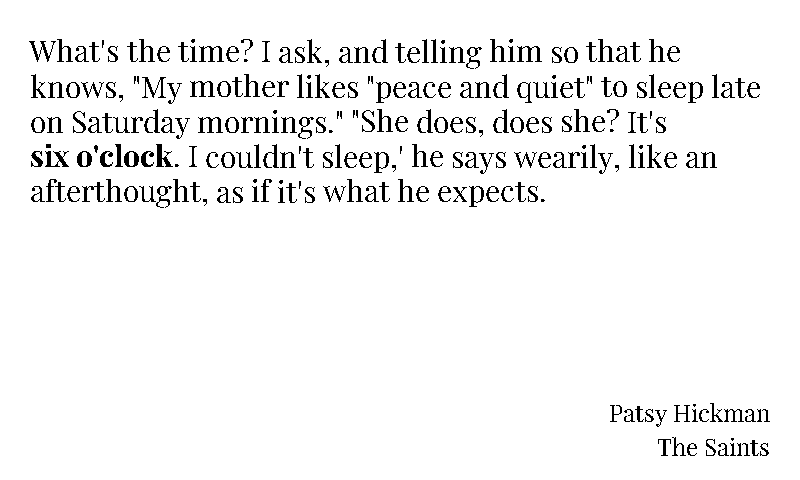 What's the time? I ask, and telling him so that he
knows, "My mother likes "peace and quiet" to sleep late
on Saturday mornings." "She does, does she? It's
six o'clock. I couldn't sleep,' he says wearily, like an
afterthought, as if it's what he expects.
Patsy Hickman
The Saints